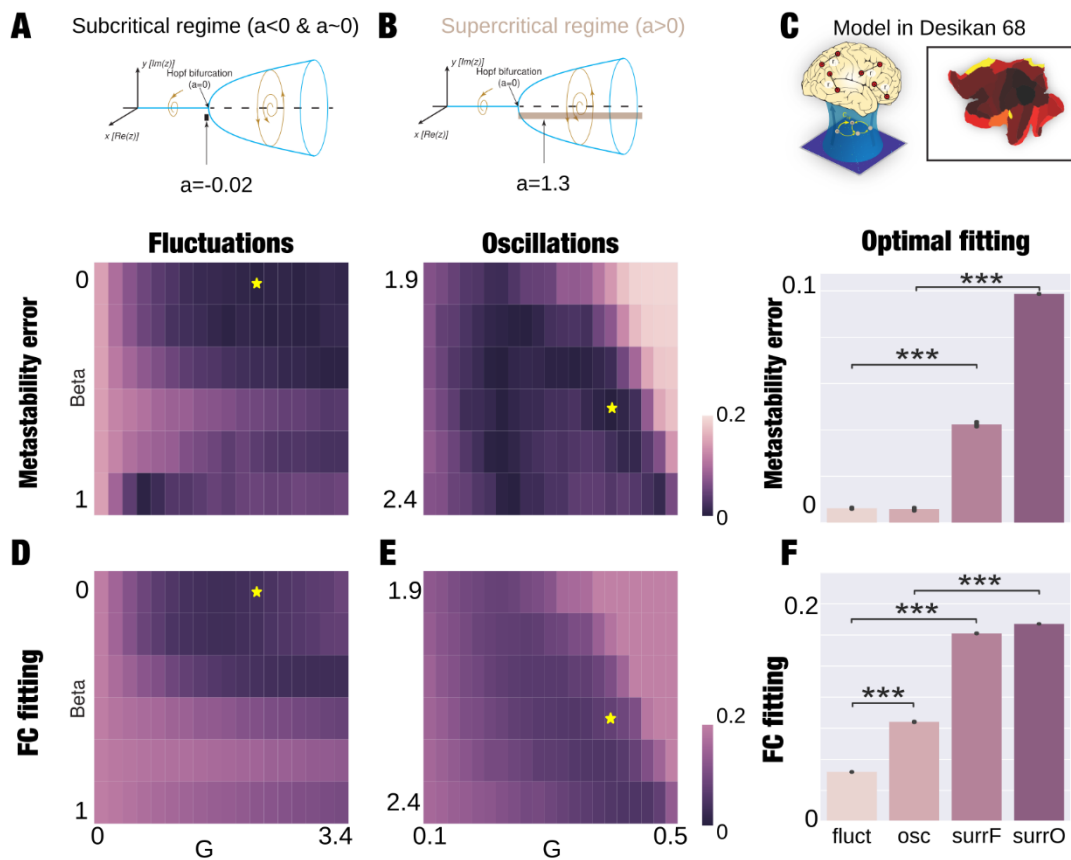 A
Subcritical regime (a<0 & a~0)
y [Im(z)]
Hopf bifurcation
(a=0)
x [Re(z)]
a=-0.02
B
Supercritical regime (a>0)
y [Im(z)]
Hopf bifurcation
(a=0)
x [Re(z)]
a=1.3
C
Model in Desikan 68
Fluctuations
Oscillations
Optimal fitting
Metastability error
Beta
0
1
1.9
2.4
0.2
0
Metastability error
0.1
0
***
***
D
E
F
FC fitting
Beta
0
1
0
3.4
G
1.9
2.4
0.1
0.5
G
0.2
0
FC fitting
0.2
0
***
***
***
fluct
osc
surrF
surrO